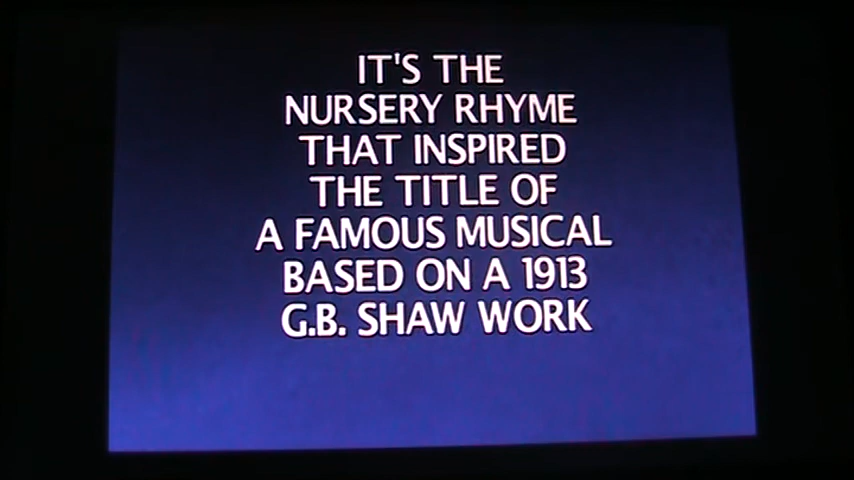 IT'S THE
NURSERY RHYME
THAT INSPIRED
THE TITLE OF
A FAMOUS MUSICAL
BASED ON A 1913
G.B. SHAW WORK